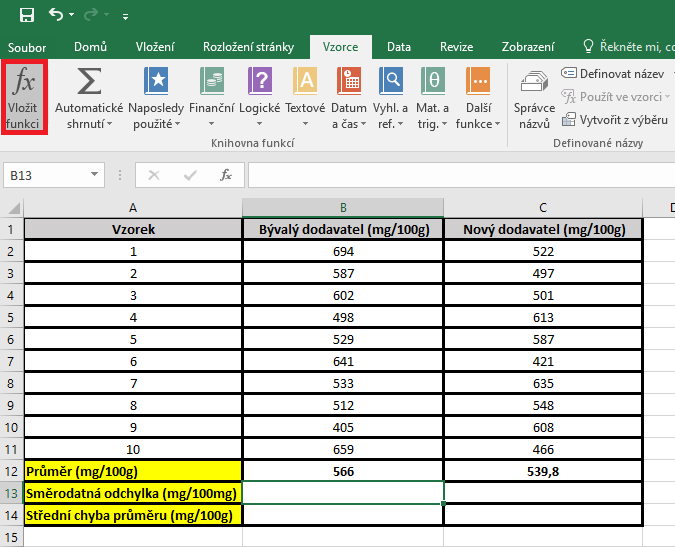 Soubor Domů Vložení Rozložení stránky Vzorce Data Revize Zobrazení Řekněte mi, co
fx Vložit funkci
Automatické shrnutí
Naposledy použité
Finanční
Logické
Textové
Datum a čas
Vyhl. a ref.
Mat. a trig.
Další funkce
Knihovna funkcí
Správce názvů
Definovat název
Použít ve vzorci
Vytvořit z výběru
Definované názvy
B13 fx
A B C D
1 Vzorek Bývalý dodavatel (mg/100g) Nový dodavatel (mg/100g)
2 1 694 522
3 2 587 497
4 3 602 501
5 4 498 613
6 5 529 587
7 6 641 421
8 7 533 635
9 8 512 548
10 9 405 608
11 10 659 466
12 Průměr (mg/100g) 566 539,8
13 Směrodatná odchylka (mg/100mg)
14 Střední chyba průměru (mg/100g)
15